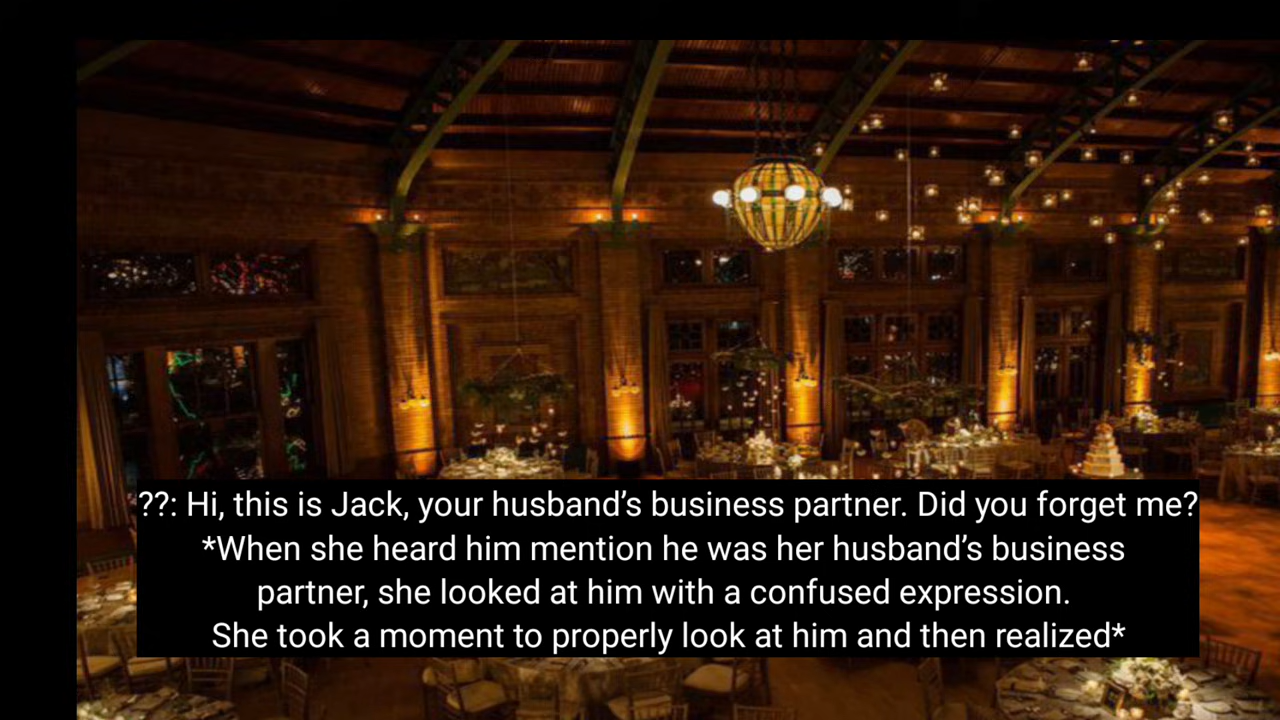 ??: Hi, this is Jack, your husband’s business partner. Did you forget me?
*When she heard him mention he was her husband’s business
partner, she looked at him with a confused expression.
She took a moment to properly look at him and then realized*